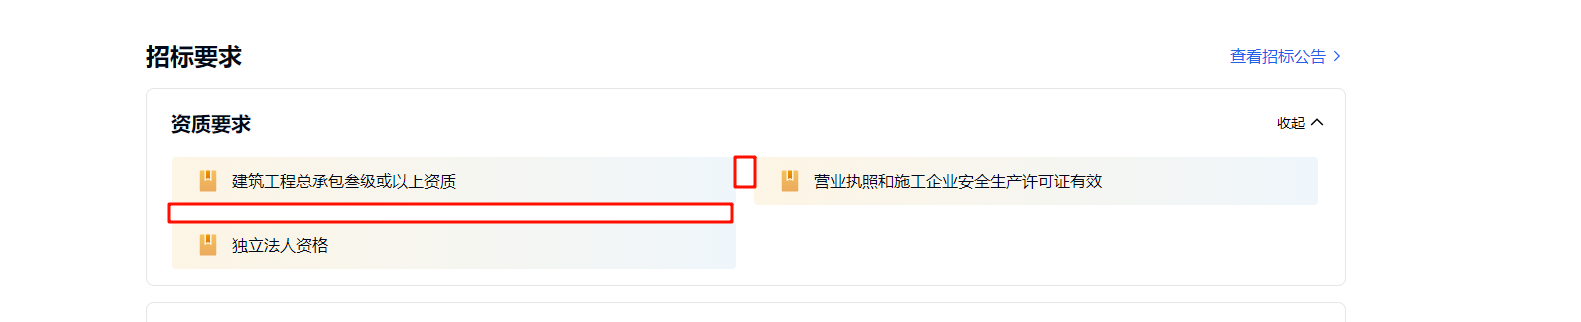 招标要求
查看招标公告
资质要求
收起
建筑工程总承包叁级或以上资质
营业执照和施工企业安全生产许可证有效
独立法人资格